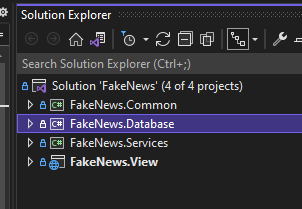 Solution Explorer
Search Solution Explorer (Ctrl+;)
Solution 'FakeNews' (4 of 4 projects)
C# FakeNews.Common
C# FakeNews.Database
C# FakeNews.Services
FakeNews.View